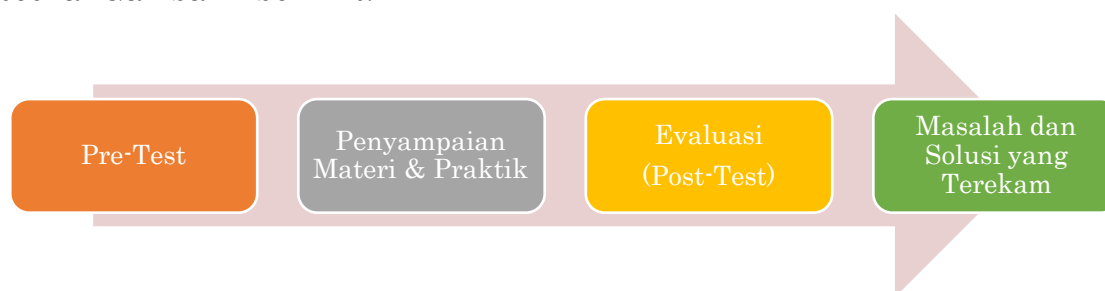 Pre-Test
Penyampaian
Materi & Praktik
Evaluasi
(Post-Test)
Masalah dan
Solusi yang
Terekam